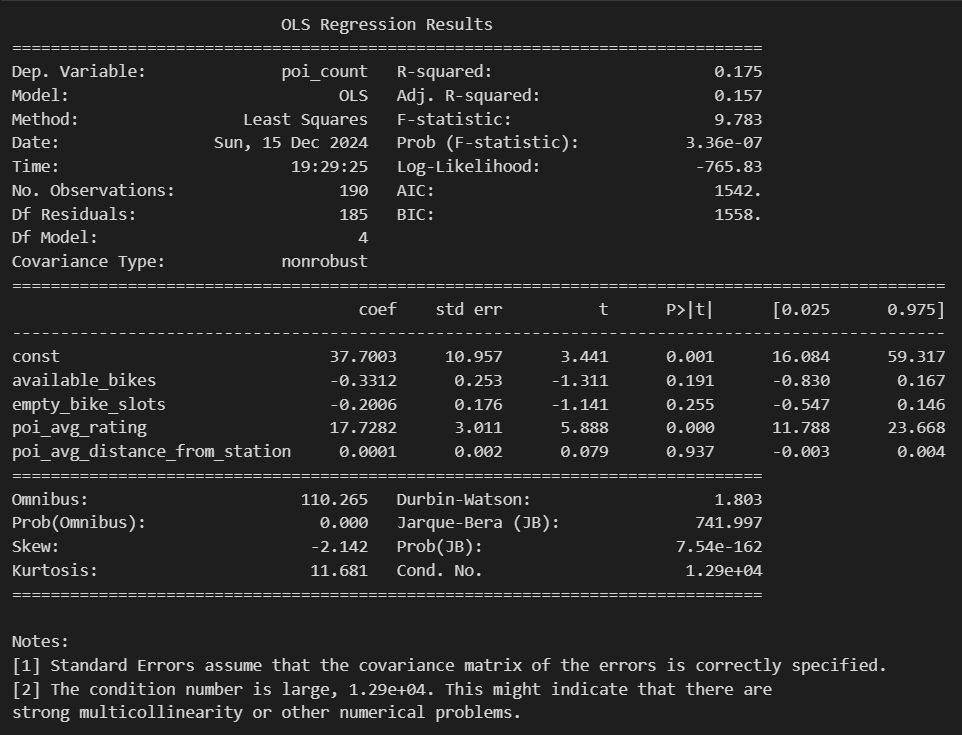 OLS Regression Results
==============================================================================
Dep. Variable:              poi_count   R-squared:                       0.175
Model:                            OLS   Adj. R-squared:                  0.157
Method:                 Least Squares   F-statistic:                     9.783
Date:                Sun, 15 Dec 2024   Prob (F-statistic):           3.36e-07
Time:                        19:29:25   Log-Likelihood:                -765.83
No. Observations:                 190   AIC:                             1542.
Df Residuals:                     185   BIC:                             1558.
Df Model:                           4
Covariance Type:            nonrobust
=================================================================================================
                                    coef    std err          t      P>|t|      [0.025      0.975]
-------------------------------------------------------------------------------------------------
const                            37.7003     10.957      3.441      0.001      16.084      59.317
available_bikes                  -0.3312      0.253     -1.311      0.191      -0.830       0.167
empty_bike_slots                 -0.2006      0.176     -1.141      0.255      -0.547       0.146
poi_avg_rating                   17.7282      3.011      5.888      0.000      11.788      23.668
poi_avg_distance_from_station     0.0001      0.002      0.079      0.937      -0.003       0.004
==============================================================================
Omnibus:                      110.265   Durbin-Watson:                   1.803
Prob(Omnibus):                  0.000   Jarque-Bera (JB):              741.997
Skew:                          -2.142   Prob(JB):                    7.54e-162
Kurtosis:                      11.681   Cond. No.                     1.29e+04
==============================================================================

Notes:
[1] Standard Errors assume that the covariance matrix of the errors is correctly specified.
[2] The condition number is large, 1.29e+04. This might indicate that there are
strong multicollinearity or other numerical problems.